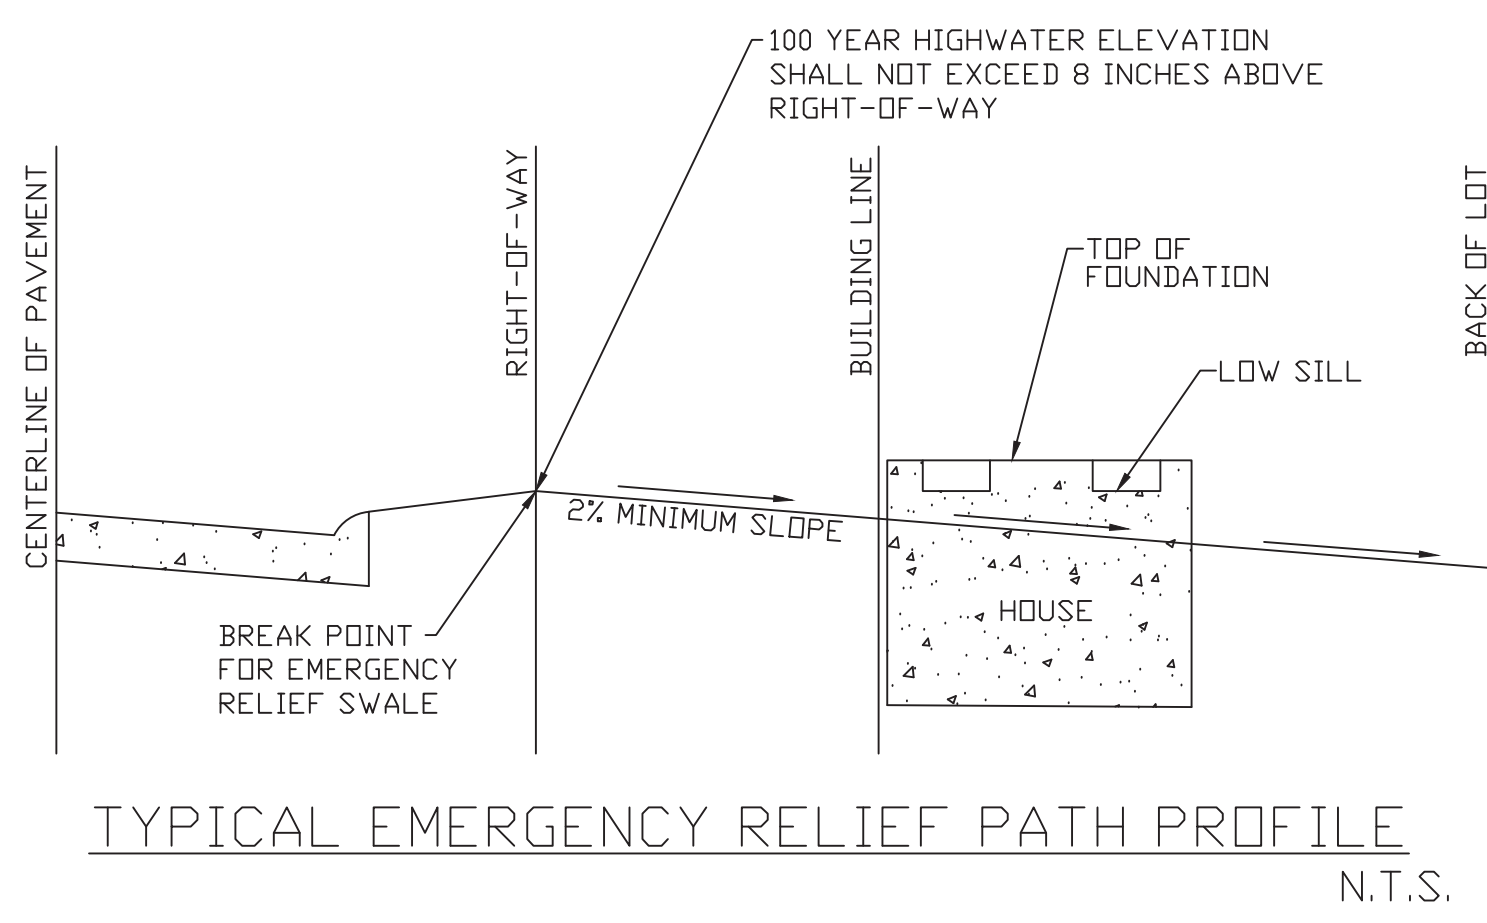 100 YEAR HIGHWATER ELEVATION
SHALL NOT EXCEED 8 INCHES ABOVE
RIGHT-OF-WAY
CENTERLINE OF PAVEMENT
RIGHT-OF-WAY
BUILDING LINE
BACK OF LOT
TOP OF
FOUNDATION
LOW SILL
2% MINIMUM SLOPE
HOUSE
BREAK POINT
FOR EMERGENCY
RELIEF SWALE
TYPICAL EMERGENCY RELIEF PATH PROFILE
N.T.S.